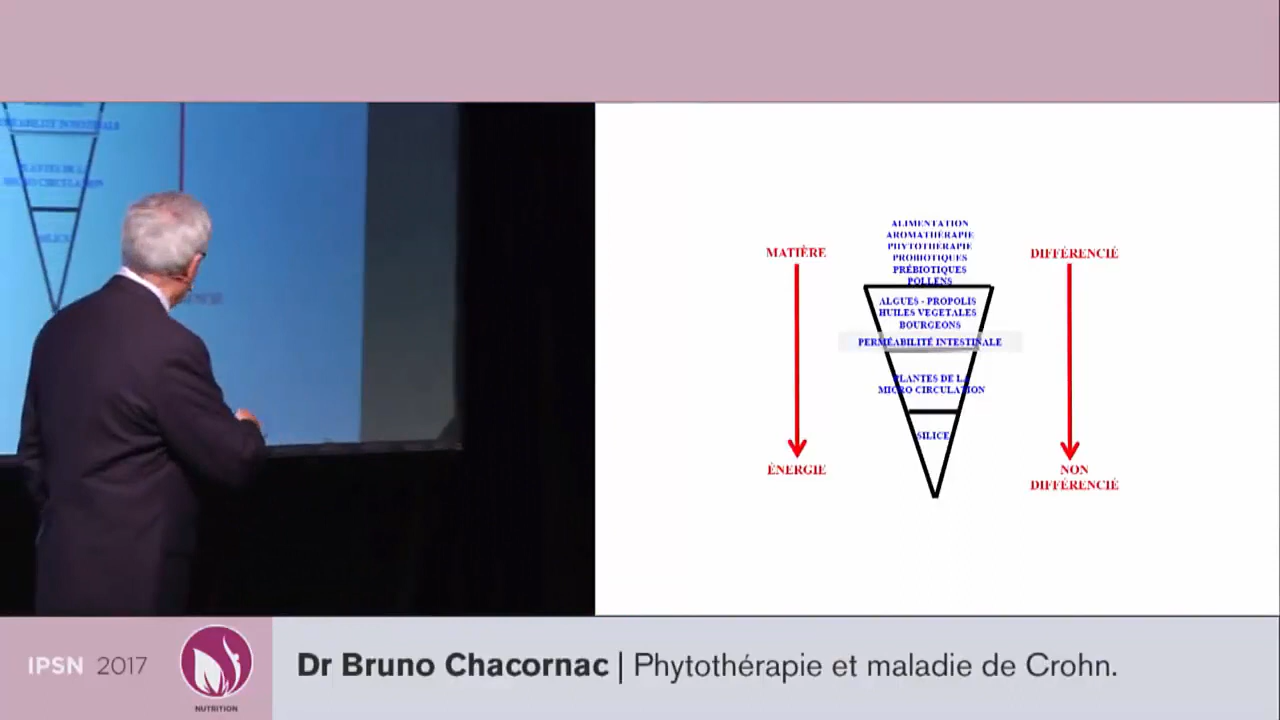 MATIÈRE
ÉNERGIE
ALIMENTATION
AROMATHÉRAPIE
PHYTOTHÉRAPIE
PROBIOTIQUES
PRÉBIOTIQUES
POLLENS
ALGUES - PROPOLIS
HUILES VEGETALES
BOURGEONS
PERMÉABILITÉ INTESTINALE
PLANTES DE LA
MICRO CIRCULATION
SILICE
DIFFÉRENCIÉ
NON
DIFFÉRENCIÉ
IPSN 2017
NUTRITION
Dr Bruno Chacornac | Phytothérapie et maladie de Crohn.